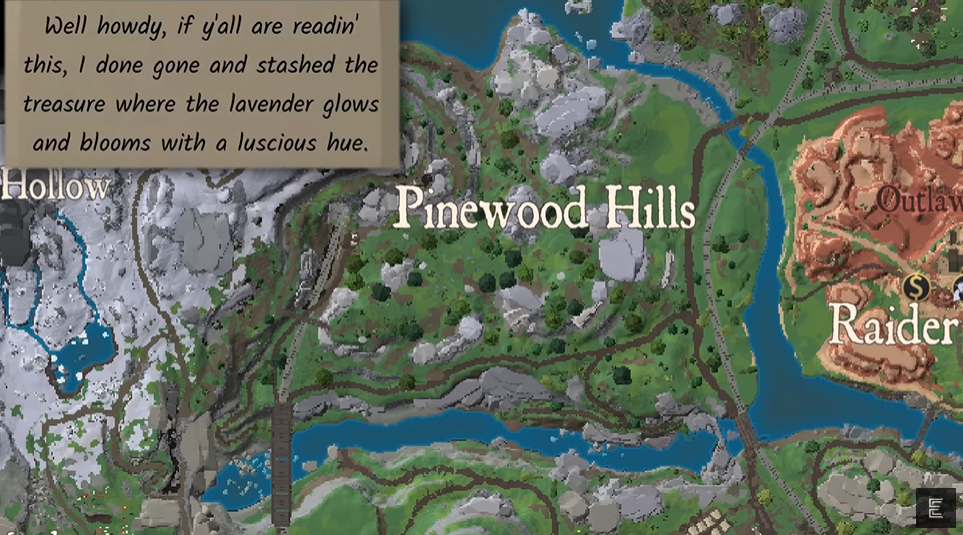 Well howdy, if y'all are readin'
this, I done gone and stashed the
treasure where the lavender glows
and blooms with a luscious hue.
Hollow
Pinewood Hills
Outlaw
$
Raider
E